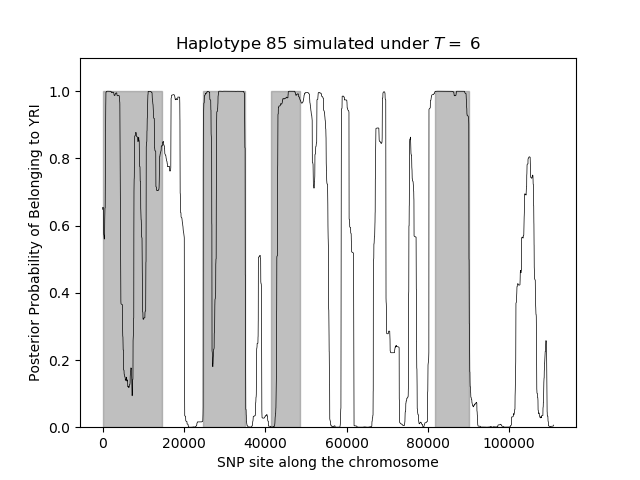 Haplotype 85 simulated under T = 6
Posterior Probability of Belonging to YRI
1.0
0.8
0.6
0.4
0.2
0.0
0 20000 40000 60000 80000 100000
SNP site along the chromosome